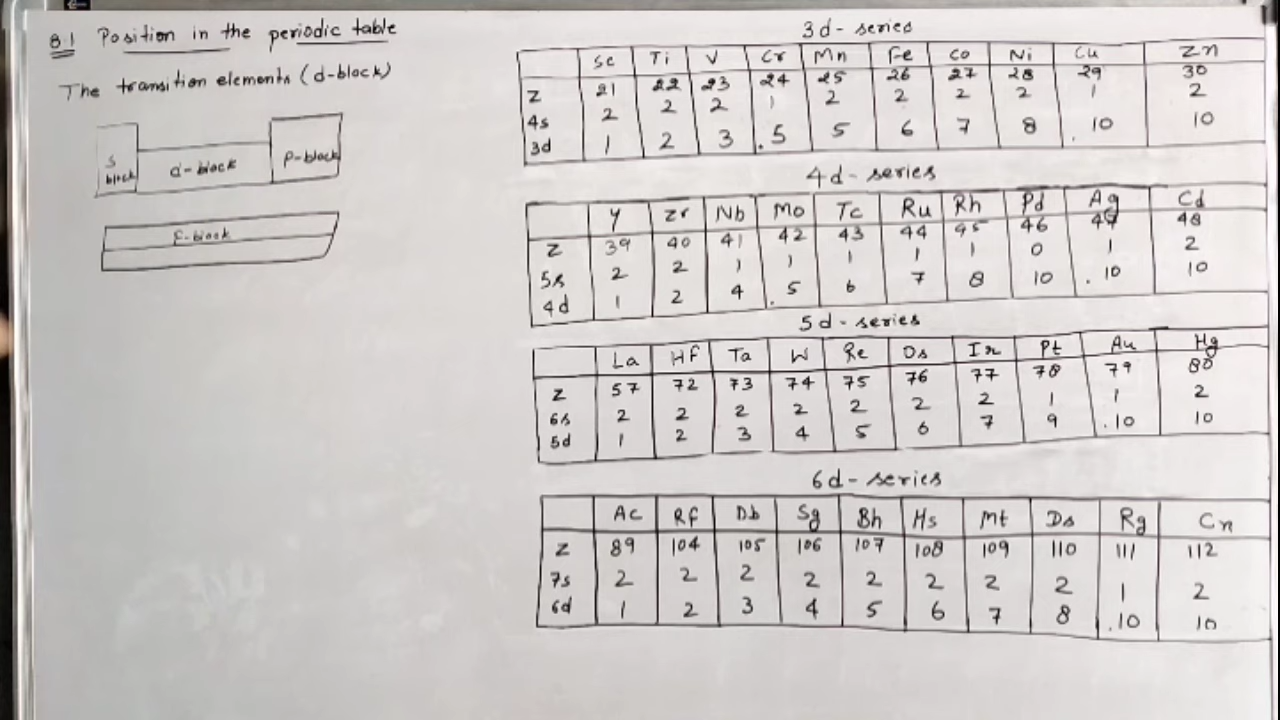 8.1 Position in the periodic table
The transition elements (d-block)
S block
d-block
P-block
f-block
3d-series
Sc Ti V Cr Mn Fe Co Ni Cu Zn
Z 21 22 23 24 25 26 27 28 29 30
4s 2 2 2 1 2 2 2 2 1 2
3d 1 2 3 .5 5 6 7 8 .10 10
4d-series
Y Zr Nb Mo Tc Ru Rh Pd Ag Cd
Z 39 40 41 42 43 44 45 46 47 48
5s 2 2 1 1 1 1 1 0 1 2
4d 1 2 4 .5 6 7 8 10 .10 10
5d-series
La Hf Ta W Re Os Ir Pt Au Hg
Z 57 72 73 74 75 76 77 78 79 80
6s 2 2 2 2 2 2 2 1 1 2
5d 1 2 3 4 5 6 7 9 .10 10
6d-series
Ac Rf Db Sg Bh Hs Mt Ds Rg Cn
Z 89 104 105 106 107 108 109 110 111 112
7s 2 2 2 2 2 2 2 2 1 2
6d 1 2 3 4 5 6 7 8 .10 10